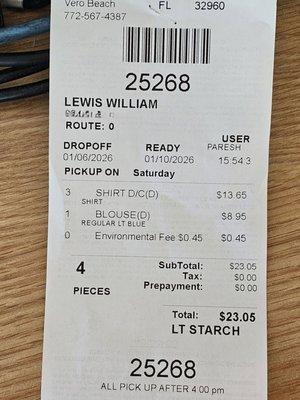 Vero Beach FL 32960
772-567-4387
25268
LEWIS WILLIAM
ROUTE: 0
USER
DROPOFF READY PARESH
01/06/2026 01/10/2026 15:54:3
PICKUP ON Saturday
3 SHIRT D/C(D) $13.65
SHIRT
1 BLOUSE(D) $8.95
REGULAR LT BLUE
0 Environmental Fee $0.45 $0.45
SubTotal: $23.05
4 Tax: $0.00
PIECES Prepayment: $0.00
Total: $23.05
LT STARCH
25268
ALL PICK UP AFTER 4:00 pm